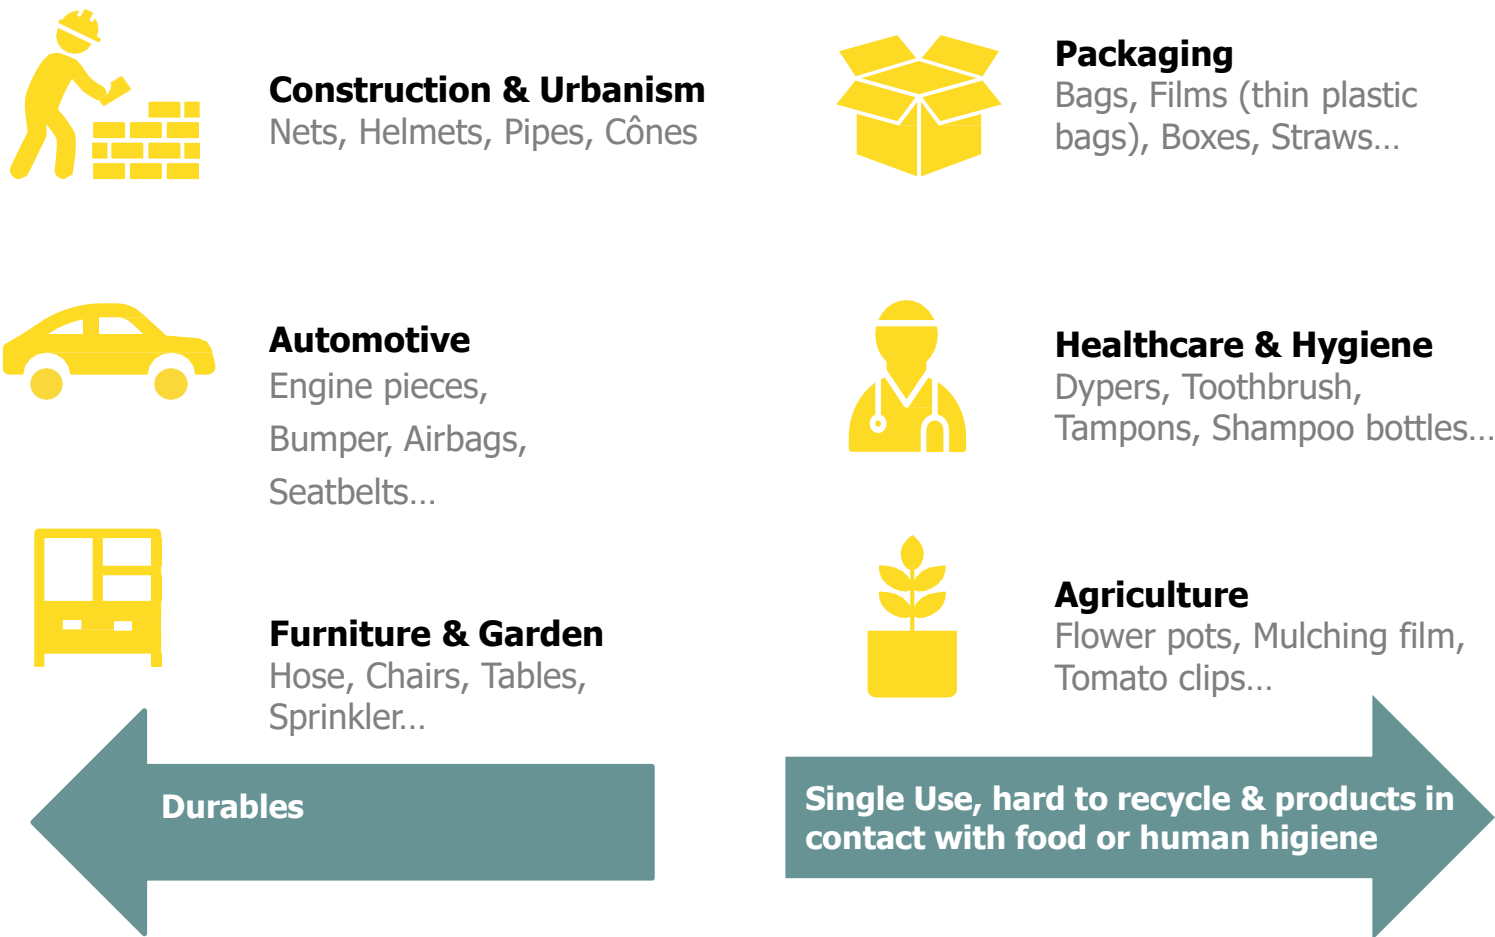 Construction & Urbanism
Nets, Helmets, Pipes, Cônes
Automotive
Engine pieces,
Bumper, Airbags,
Seatbelts…
Furniture & Garden
Hose, Chairs, Tables,
Sprinkler…
Durables
Packaging
Bags, Films (thin plastic
bags), Boxes, Straws…
Healthcare & Hygiene
Dypers, Toothbrush,
Tampons, Shampoo bottles…
Agriculture
Flower pots, Mulching film,
Tomato clips…
Single Use, hard to recycle & products in
contact with food or human higiene